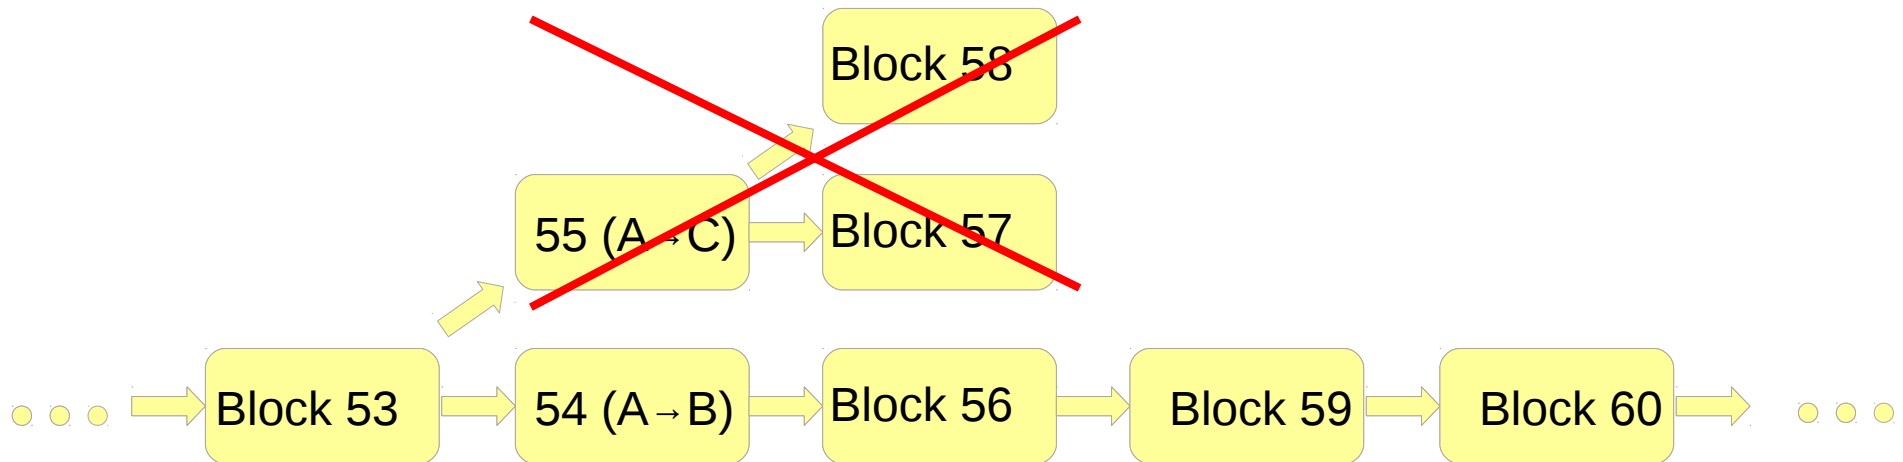 Block 58
55 (A→C)
Block 57
Block 53
54 (A→B)
Block 56
Block 59
Block 60